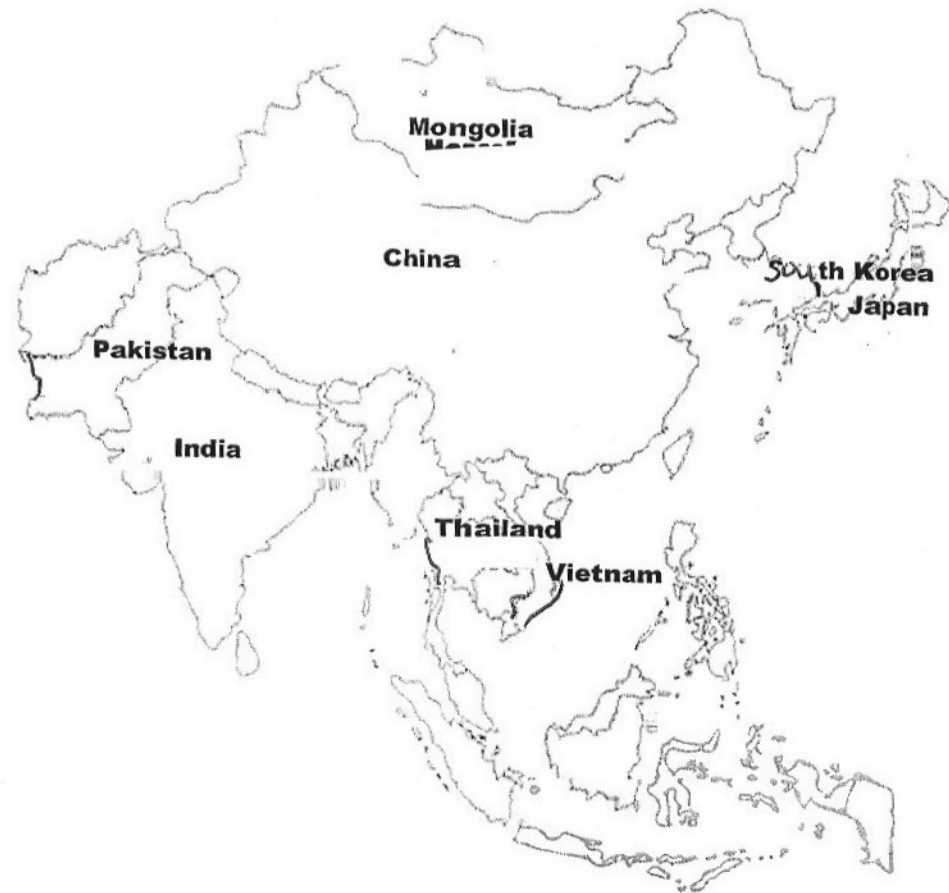 Mongolia
China
South Korea
Japan
Pakistan
India
Thailand
Vietnam